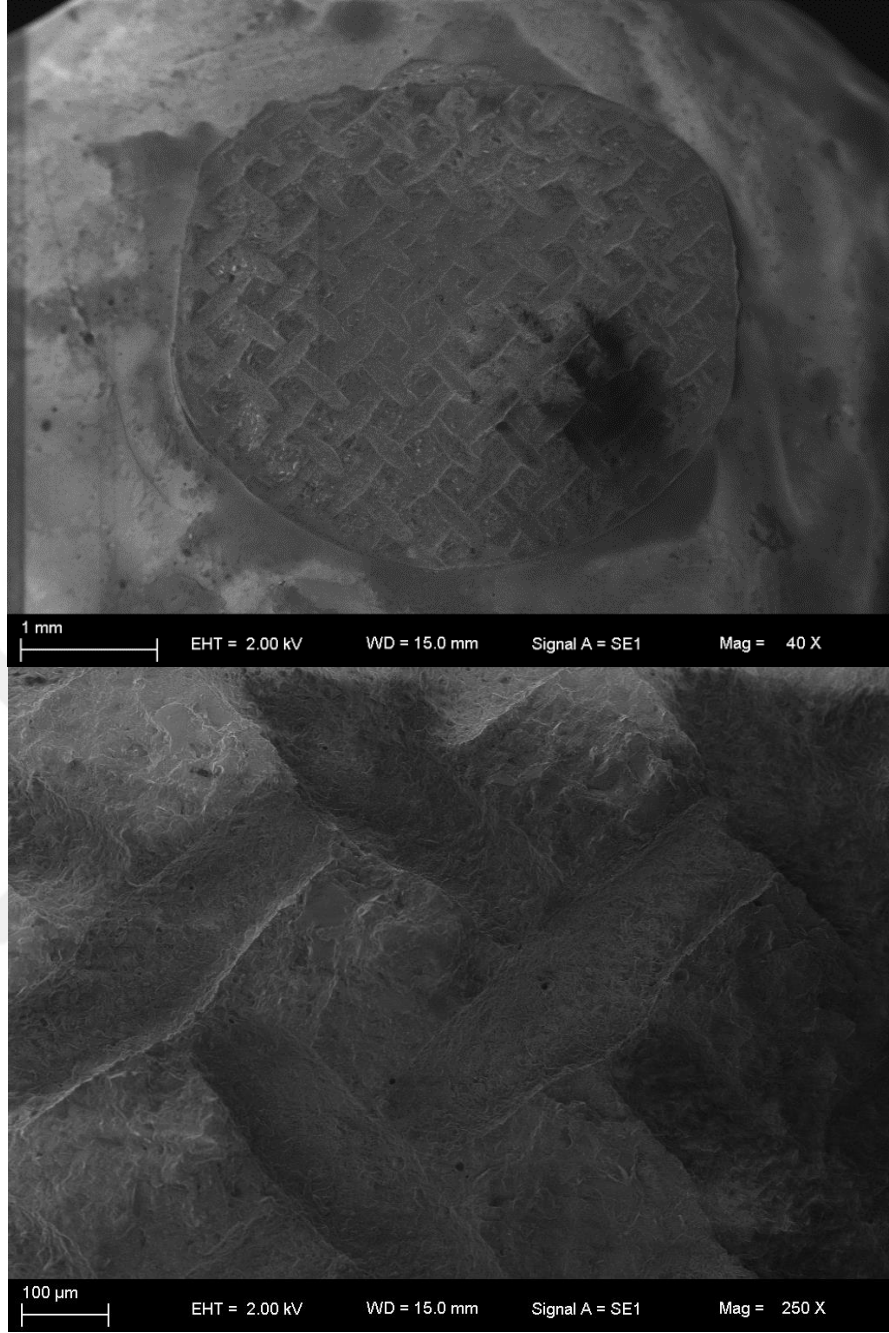 1 mm
EHT = 2.00 kV WD = 15.0 mm Signal A = SE1 Mag = 40 X
100 µm
EHT = 2.00 kV WD = 15.0 mm Signal A = SE1 Mag = 250 X